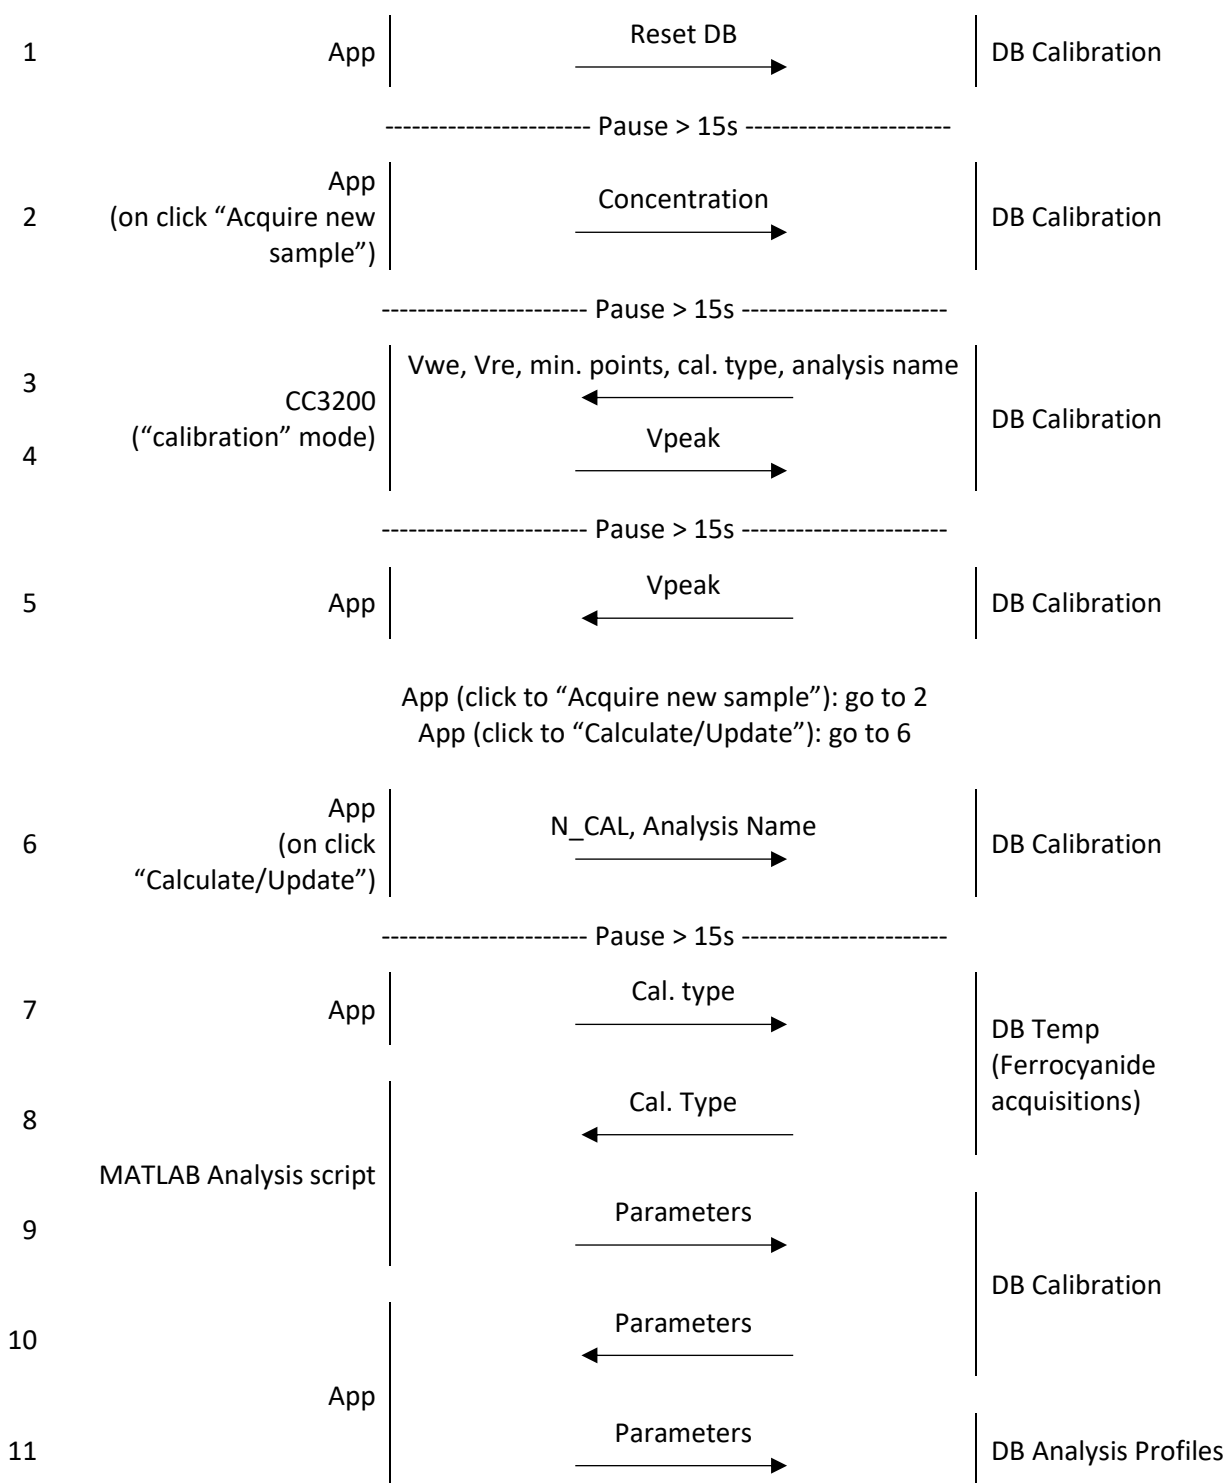 Reset DB
1 App DB Calibration
----------------------- Pause > 15s -----------------------
App
Concentration
2 (on click “Acquire new DB Calibration
sample”)
----------------------- Pause > 15s -----------------------
Vwe, Vre, min. points, cal. type, analysis name
3
CC3200
DB Calibration
(“calibration” mode)
Vpeak
4
----------------------- Pause > 15s -----------------------
Vpeak
5 App DB Calibration
App (click to “Acquire new sample”): go to 2
App (click to “Calculate/Update”): go to 6
App
N_CAL, Analysis Name
6 (on click DB Calibration
“Calculate/Update”)
----------------------- Pause > 15s -----------------------
Cal. type
7 App
DB Temp
(Ferrocyanide
acquisitions)
Cal. Type
8
MATLAB Analysis script
Parameters
9
DB Calibration
Parameters
10
App
Parameters
11 DB Analysis Profiles